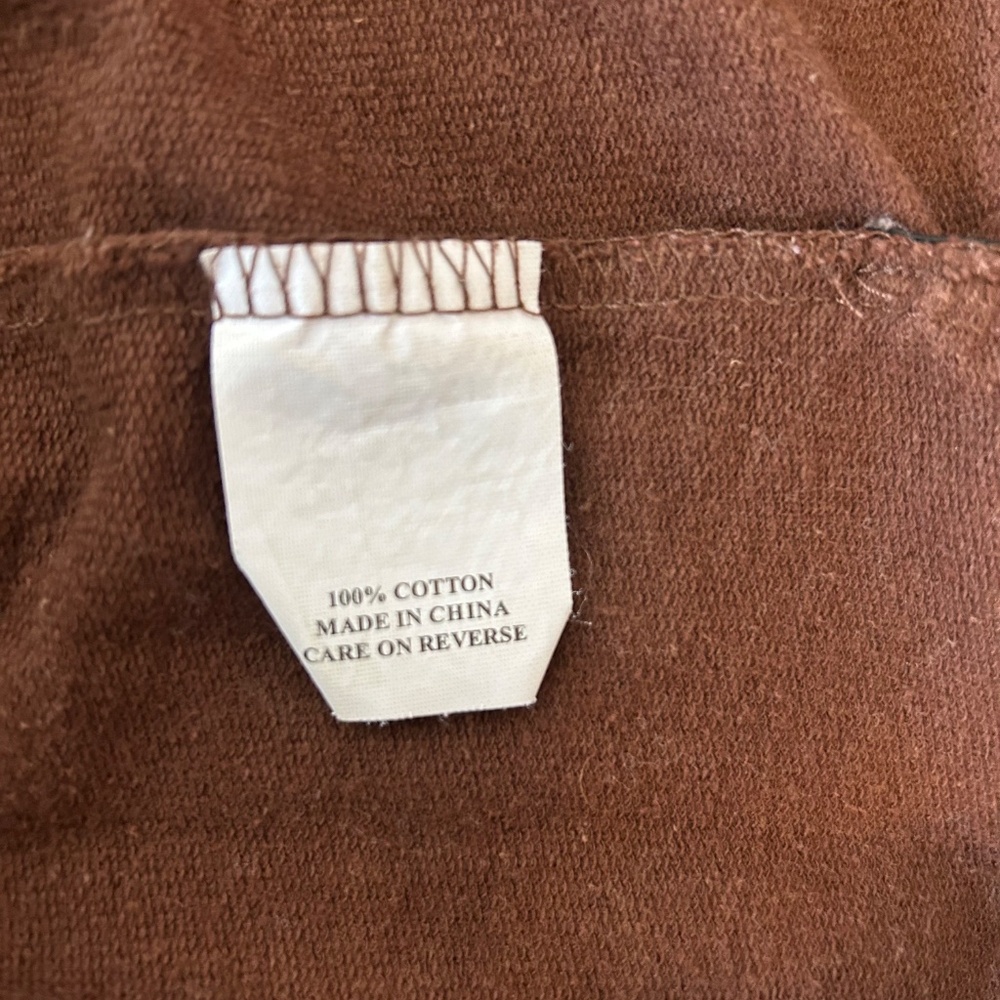 100% COTTON
MADE IN CHINA
CARE ON REVERSE